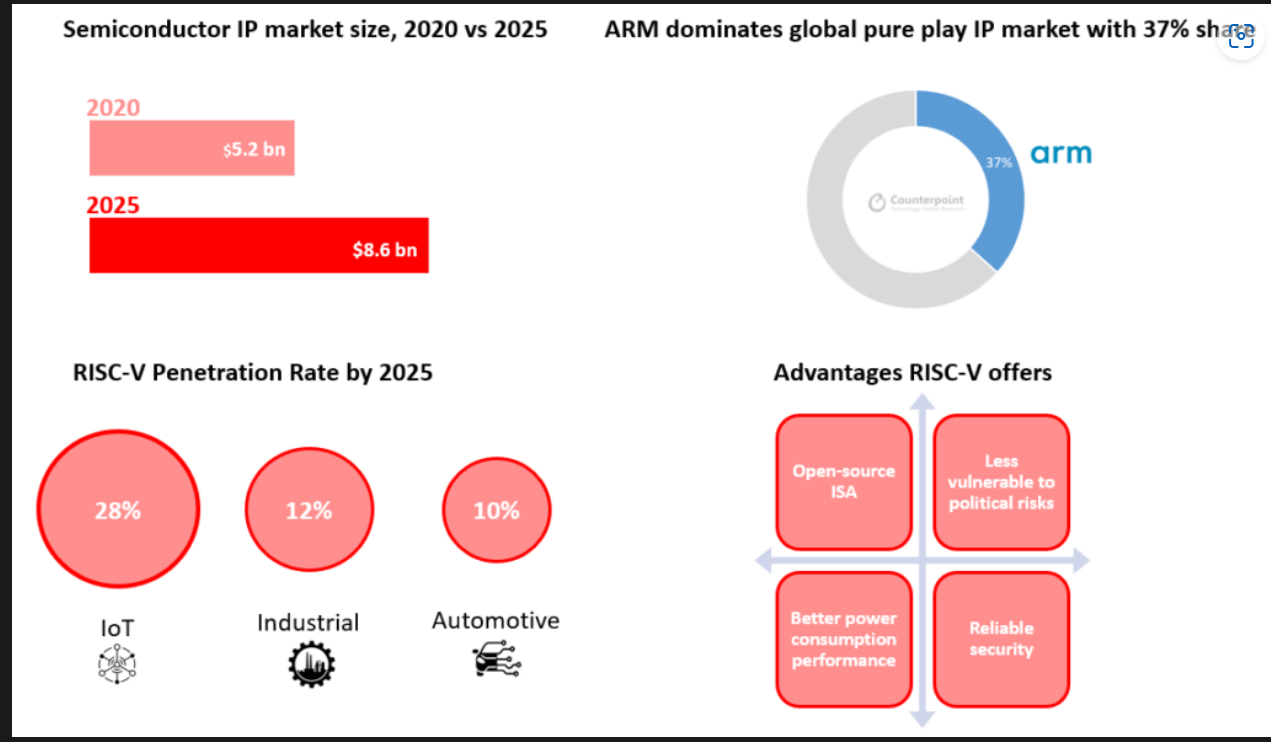 Semiconductor IP market size, 2020 vs 2025
ARM dominates global pure play IP market with 37% share
2020
$5.2 bn
2025
$8.6 bn
37%
arm
Counterpoint
Technology Market Research
RISC-V Penetration Rate by 2025
28%
12%
10%
IoT
Industrial
Automotive
Advantages RISC-V offers
Open-source
ISA
Less
vulnerable to
political risks
Better power
consumption
performance
Reliable
security